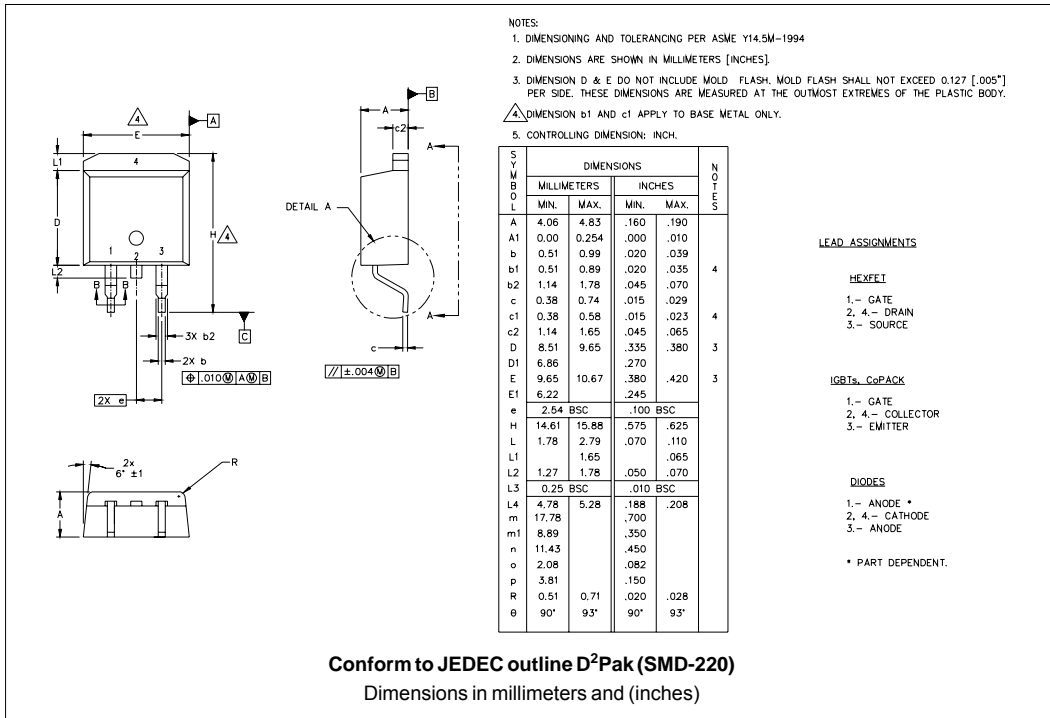 NOTES:
1. DIMENSIONING AND TOLERANCING PER ASME Y14.5M-1994
2. DIMENSIONS ARE SHOWN IN MILLIMETERS [INCHES].
3. DIMENSION D & E DO NOT INCLUDE MOLD FLASH. MOLD FLASH SHALL NOT EXCEED 0.127 [.005"]
PER SIDE. THESE DIMENSIONS ARE MEASURED AT THE OUTMOST EXTREMES OF THE PLASTIC BODY.
4. DIMENSION b1 AND c1 APPLY TO BASE METAL ONLY.
5. CONTROLLING DIMENSION: INCH.
4
E
A
L1
4
D
H 4
1 2 3
L2
B B
3X b2
C
2X b
⌖ .010Ⓜ AⓂ B
2X e
A
B
c2
A
DETAIL A
A
c
// ±.004Ⓜ B
2x
6° ±1
R
A
SYMBOL DIMENSIONS NOTES
MILLIMETERS INCHES
MIN. MAX. MIN. MAX.
A 4.06 4.83 .160 .190
A1 0.00 0.254 .000 .010
b 0.51 0.99 .020 .039
b1 0.51 0.89 .020 .035 4
b2 1.14 1.78 .045 .070
c 0.38 0.74 .015 .029
c1 0.38 0.58 .015 .023 4
c2 1.14 1.65 .045 .065
D 8.51 9.65 .335 .380 3
D1 6.86 .270
E 9.65 10.67 .380 .420 3
E1 6.22 .245
e 2.54 BSC .100 BSC
H 14.61 15.88 .575 .625
L 1.78 2.79 .070 .110
L1 1.65 .065
L2 1.27 1.78 .050 .070
L3 0.25 BSC .010 BSC
L4 4.78 5.28 .188 .208
m 17.78 .700
m1 8.89 .350
n 11.43 .450
o 2.08 .082
p 3.81 .150
R 0.51 0.71 .020 .028
θ 90° 93° 90° 93°
LEAD ASSIGNMENTS
HEXFET
1.- GATE
2, 4.- DRAIN
3.- SOURCE
IGBTs, CoPACK
1.- GATE
2, 4.- COLLECTOR
3.- EMITTER
DIODES
1.- ANODE *
2, 4.- CATHODE
3.- ANODE
* PART DEPENDENT.
Conform to JEDEC outline D²Pak (SMD-220)
Dimensions in millimeters and (inches)